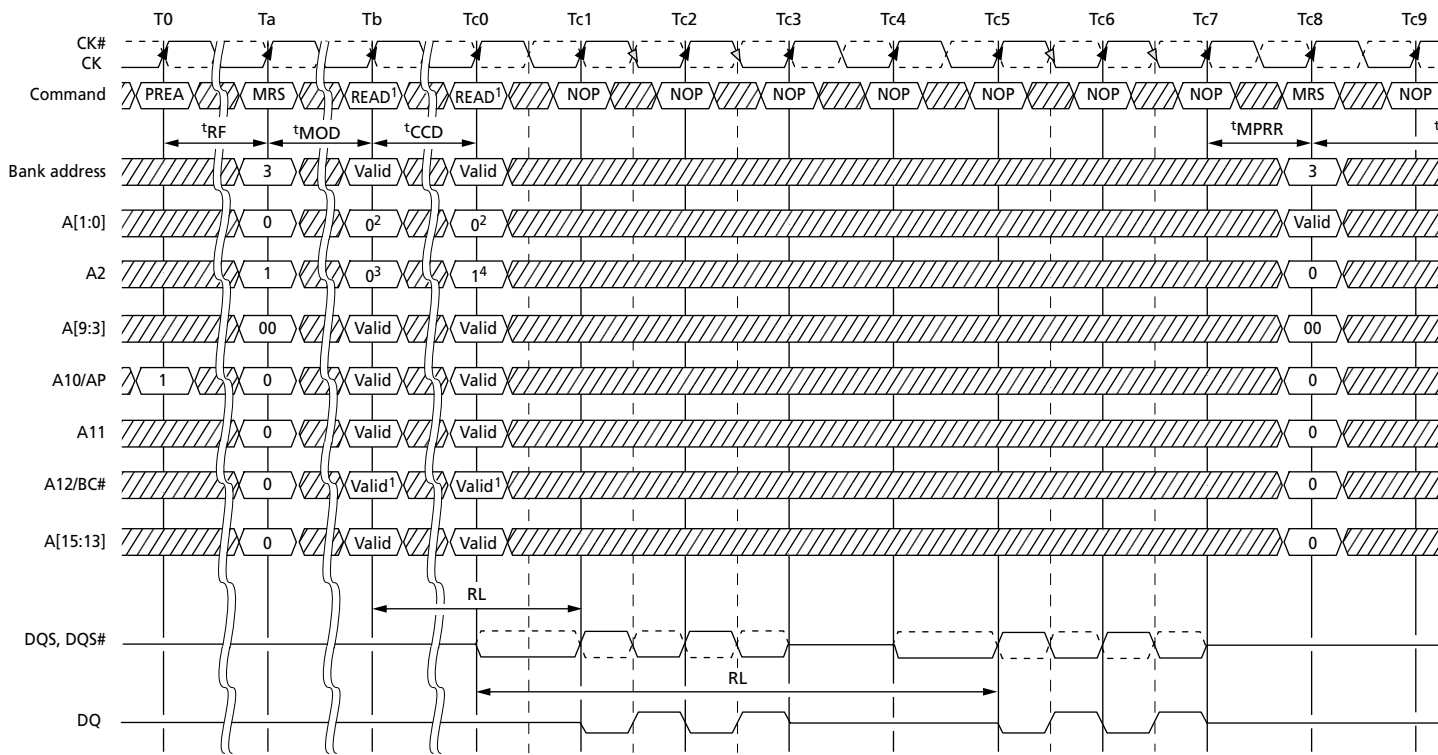 T0 Ta Tb Tc0 Tc1 Tc2 Tc3 Tc4 Tc5 Tc6 Tc7 Tc8 Tc9
CK#
CK
Command PREA MRS READ¹ READ¹ NOP NOP NOP NOP NOP NOP NOP MRS NOP
ᵗRF ᵗMOD ᵗCCD ᵗMPRR ᵗ
Bank address 3 Valid Valid 3
A[1:0] 0 0² 0² Valid
A2 1 0³ 1⁴ 0
A[9:3] 00 Valid Valid 00
A10/AP 1 0 Valid Valid 0
A11 0 Valid Valid 0
A12/BC# 0 Valid¹ Valid¹ 0
A[15:13] 0 Valid Valid 0
RL
DQS, DQS#
RL
DQ